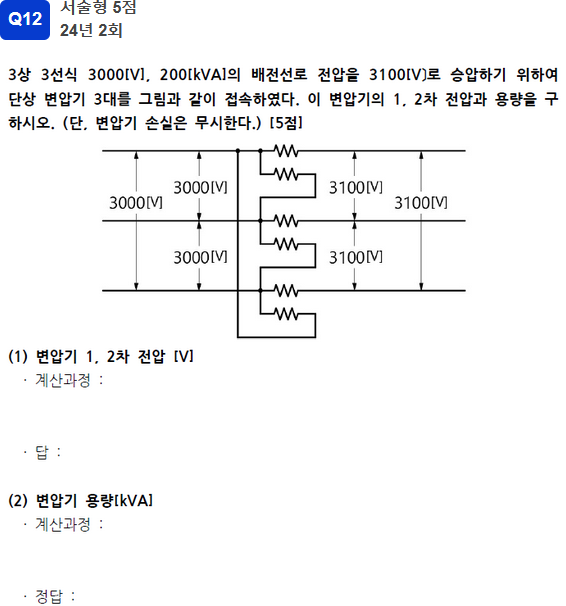 Q12
서술형 5점
24년 2회
3상 3선식 3000[V], 200[kVA]의 배전선로 전압을 3100[V]로 승압하기 위하여
단상 변압기 3대를 그림과 같이 접속하였다. 이 변압기의 1, 2차 전압과 용량을 구
하시오. (단, 변압기 손실은 무시한다.) [5점]
3000[V] 3100[V]
3000[V] 3100[V]
3000[V] 3100[V]
(1) 변압기 1, 2차 전압 [V]
· 계산과정 :
· 답 :
(2) 변압기 용량[kVA]
· 계산과정 :
· 정답 :